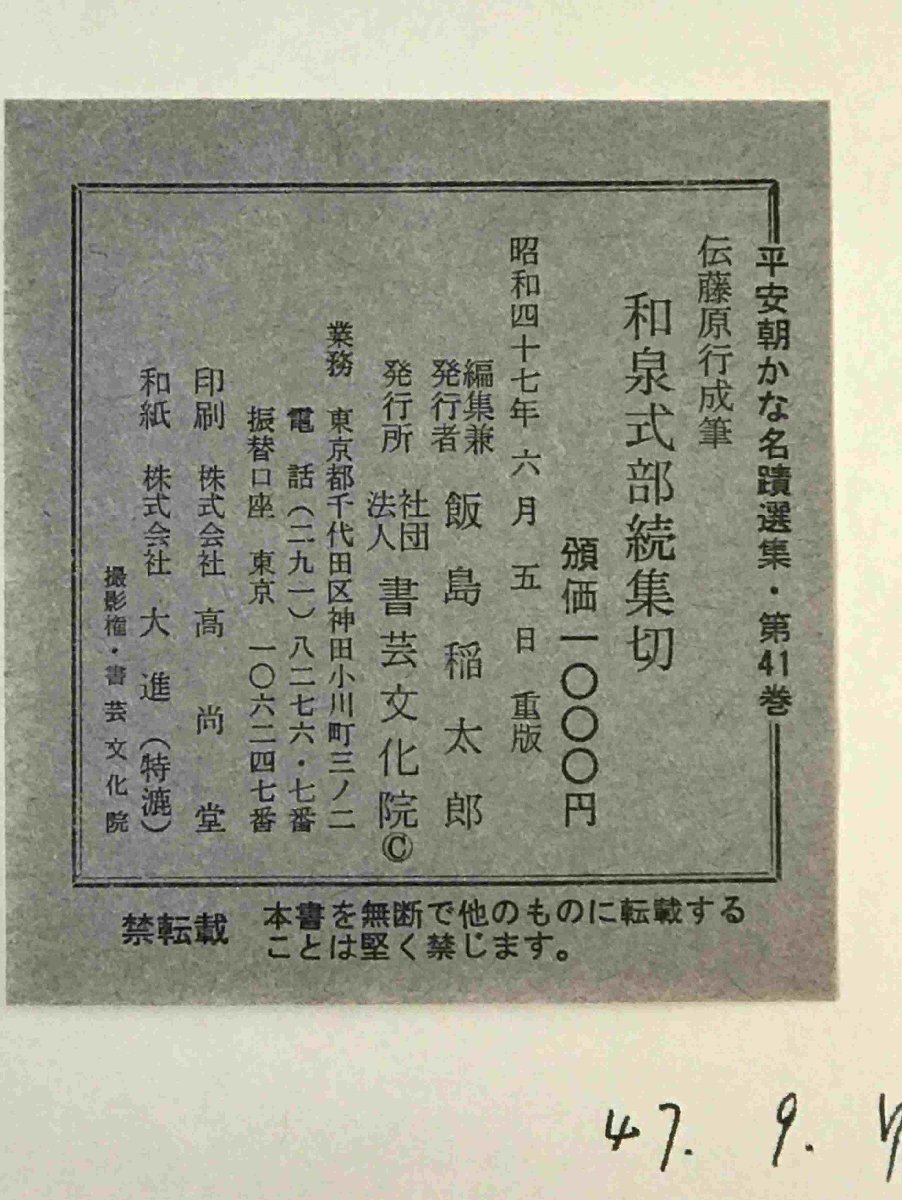 平安朝かな名蹟選集・第41巻
伝藤原行成筆
和泉式部続集切
頒価一〇〇〇円
昭和四十七年六月五日重版
編集兼発行者 飯島稲太郎
発行所 社団法人 書芸文化院©
業務 東京都千代田区神田小川町三ノ二
電話(二九一)八二七六・七番
振替口座 東京 一〇六二四七番
印刷 株式会社 高尚堂
和紙 株式会社 大進(特漉)
撮影権・書芸文化院
禁転載 本書を無断で他のものに転載する
ことは堅く禁じます。
47. 9.